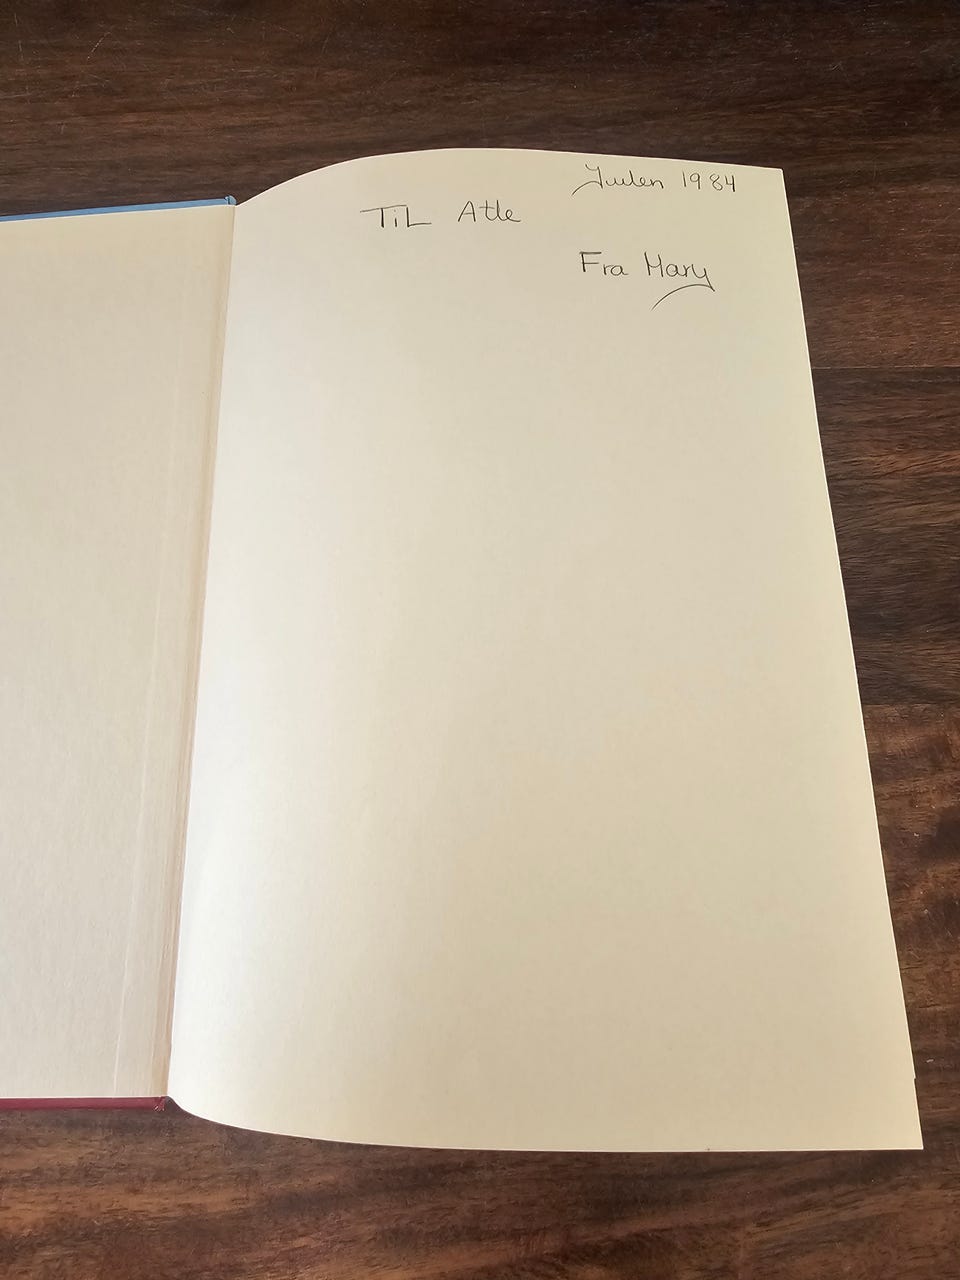 Julen 1984
Til Atle
Fra Mary